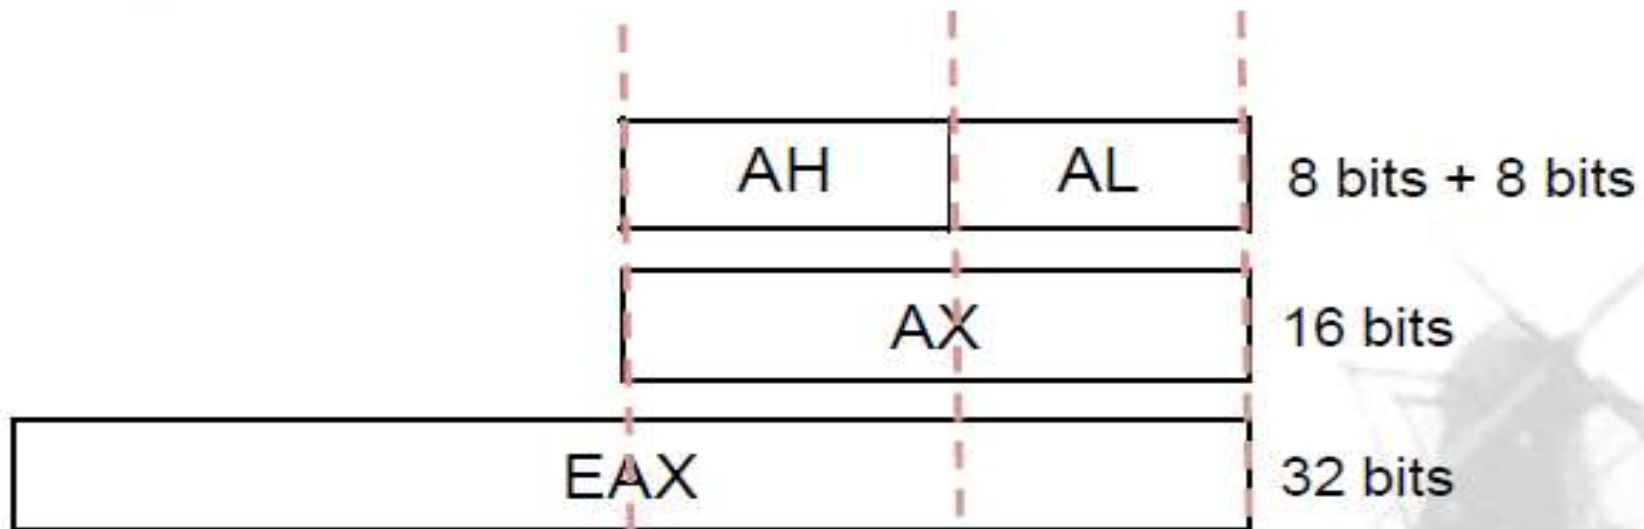 AH AL 8 bits + 8 bits
AX 16 bits
EAX 32 bits